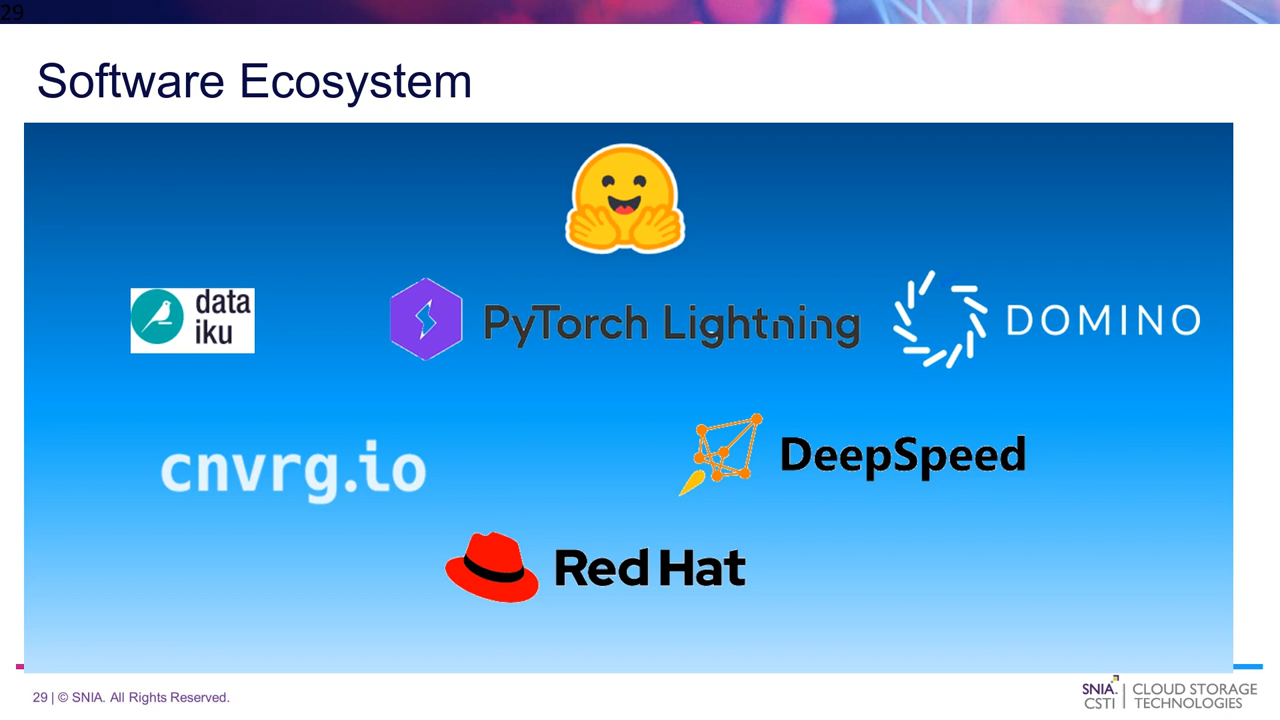 29
Software Ecosystem
data
iku
PyTorch Lightning
DOMINO
cnvrg.io
DeepSpeed
Red Hat
29 | © SNIA. All Rights Reserved.
SNIA.
CSTI
CLOUD STORAGE
TECHNOLOGIES